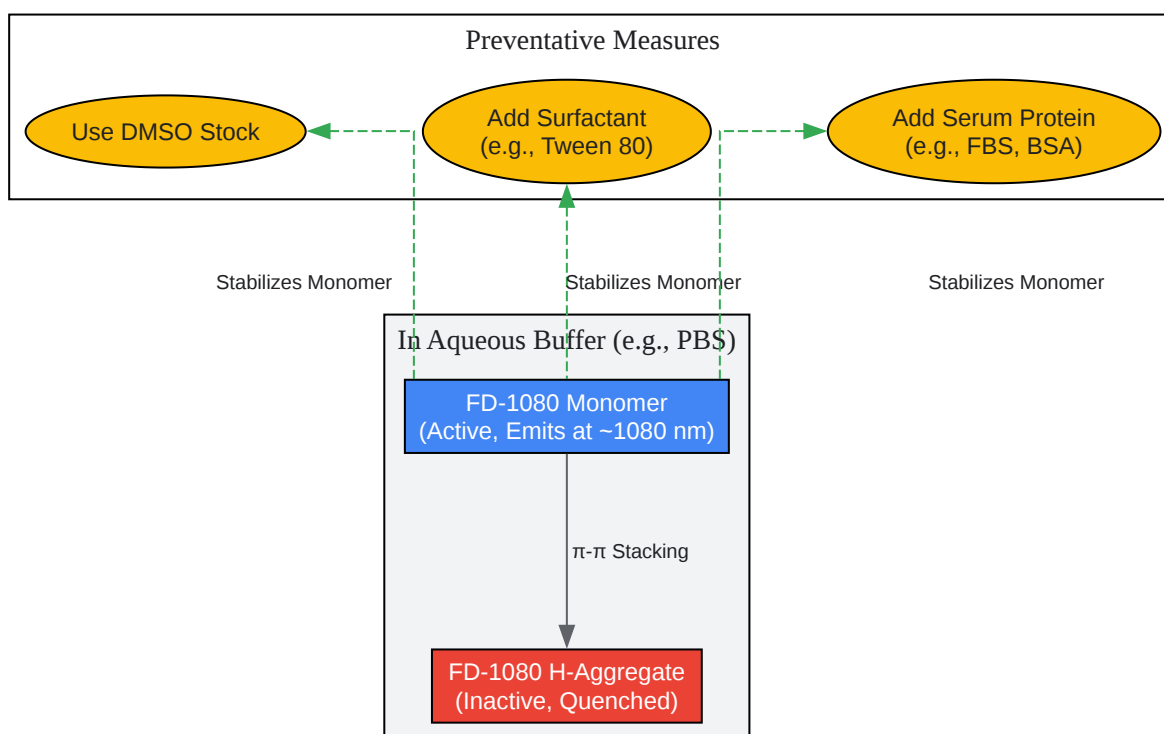 Preventative Measures
Use DMSO Stock
Add Surfactant
(e.g., Tween 80)
Add Serum Protein
(e.g., FBS, BSA)
Stabilizes Monomer
Stabilizes Monomer
Stabilizes Monomer
In Aqueous Buffer (e.g., PBS)
FD-1080 Monomer
(Active, Emits at ~1080 nm)
π-π Stacking
FD-1080 H-Aggregate
(Inactive, Quenched)